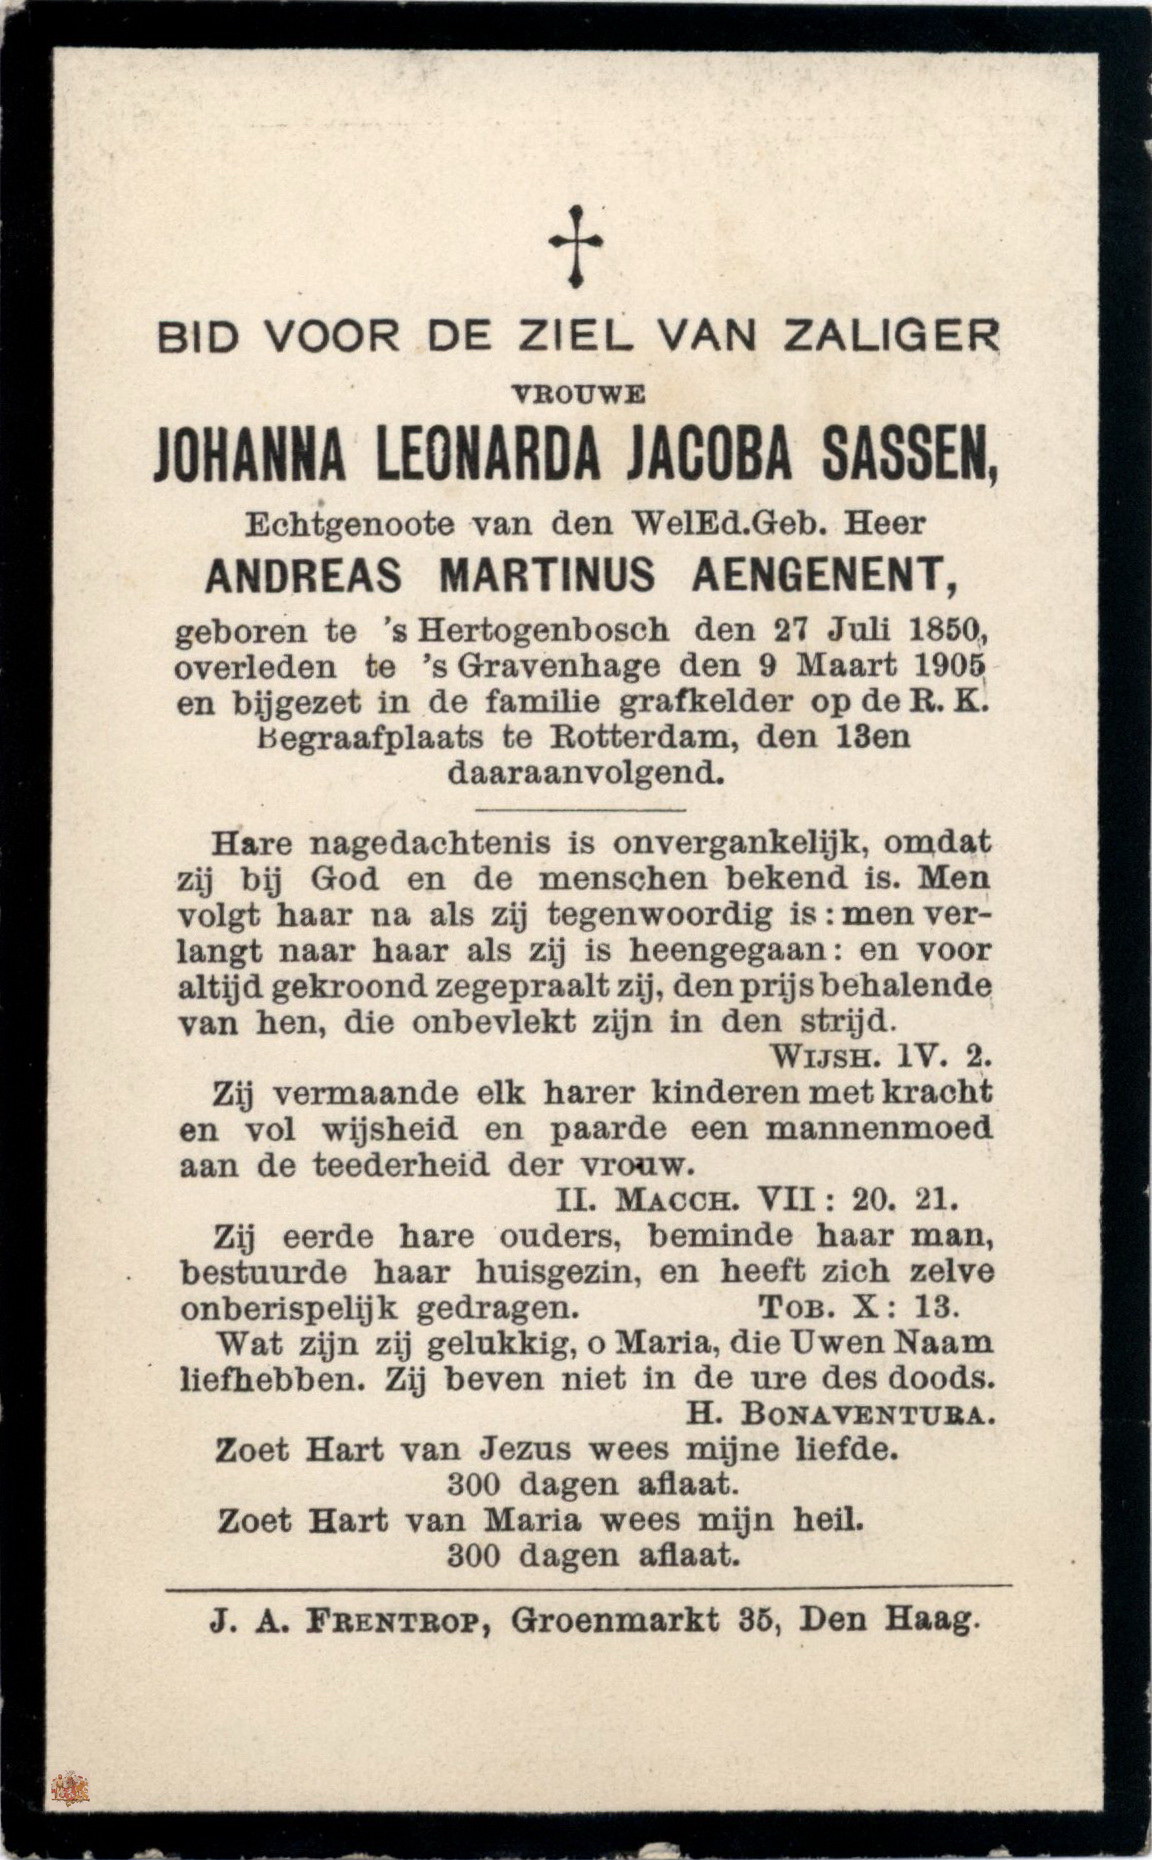 BID VOOR DE ZIEL VAN ZALIGER
VROUWE
JOHANNA LEONARDA JACOBA SASSEN,
Echtgenoote van den WelEd.Geb. Heer
ANDREAS MARTINUS AENGENENT,
geboren te 's Hertogenbosch den 27 Juli 1850,
overleden te 's Gravenhage den 9 Maart 1905
en bijgezet in de familie grafkelder op de R. K.
Begraafplaats te Rotterdam, den 13en
daaraanvolgend.
Hare nagedachtenis is onvergankelijk, omdat
zij bij God en de menschen bekend is. Men
volgt haar na als zij tegenwoordig is : men ver-
langt naar haar als zij is heengegaan : en voor
altijd gekroond zegepraalt zij, den prijs behalende
van hen, die onbevlekt zijn in den strijd.
WIJSH. 1V. 2.
Zij vermaande elk harer kinderen met kracht
en vol wijsheid en paarde een mannenmoed
aan de teederheid der vrouw.
II. MACCH. VII : 20. 21.
Zij eerde hare ouders, beminde haar man,
bestuurde haar huisgezin, en heeft zich zelve
onberispelijk gedragen. TOB. X : 13.
Wat zijn zij gelukkig, o Maria, die Uwen Naam
liefhebben. Zij beven niet in de ure des doods.
H. BONAVENTURA.
Zoet Hart van Jezus wees mijne liefde.
300 dagen aflaat.
Zoet Hart van Maria wees mijn heil.
300 dagen aflaat.
J. A. FRENTROP, Groenmarkt 35, Den Haag.